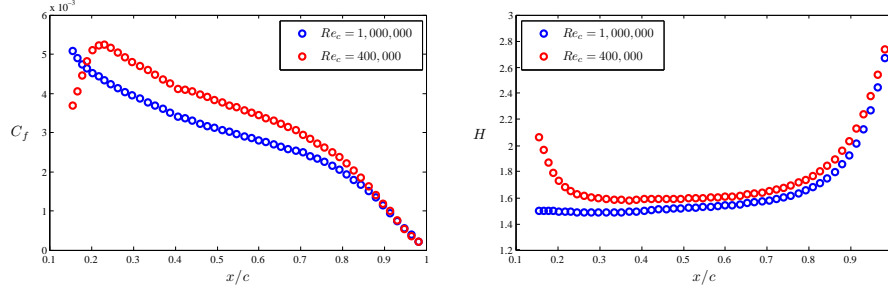 x 10⁻³
6
5
4
3
2
1
0
C_f
Re_c = 1,000,000
Re_c = 400,000
0.1 0.2 0.3 0.4 0.5 0.6 0.7 0.8 0.9 1
x/c
3
2.8
2.6
2.4
2.2
2
1.8
1.6
1.4
1.2
H
Re_c = 1,000,000
Re_c = 400,000
0.1 0.2 0.3 0.4 0.5 0.6 0.7 0.8 0.9
x/c